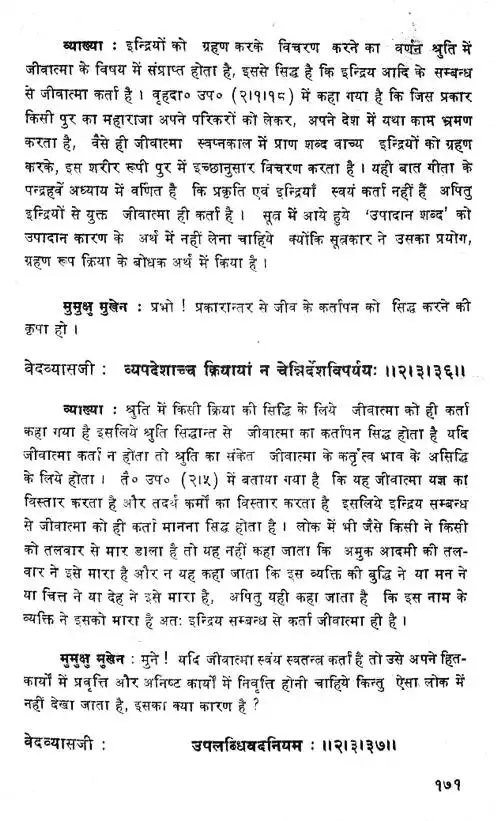 व्याख्या : इन्द्रियों को ग्रहण करके विचरण करने का वर्णन श्रुति में
जीवात्मा के विषय में संप्राप्त होता है, इससे सिद्ध है कि इन्द्रिय आदि के सम्बन्ध
से जीवात्मा कर्ता है । वृहदा० उप० (२।१।१८) में कहा गया है कि जिस प्रकार
किसी पुर का महाराजा अपने परिकरों को लेकर, अपने देश में यथा काम भ्रमण
करता है, वैसे ही जीवात्मा स्वप्नकाल में प्राण शब्द वाच्य इन्द्रियों को ग्रहण
करके, इस शरीर रूपी पुर में इच्छानुसार विचरण करता है । यही बात गीता के
पन्द्रहवें अध्याय में वर्णित है कि प्रकृति एवं इन्द्रियाँ स्वयं कर्ता नहीं हैं अपितु
इन्द्रियों से युक्त जीवात्मा ही कर्ता है । सूत्र में आये हुये 'उपादान शब्द' को
उपादान कारण के अर्थ में नहीं लेना चाहिये क्योंकि सूत्रकार ने उसका प्रयोग,
ग्रहण रूप क्रिया के बोधक अर्थ में किया है ।
मुमुक्षु मुखेन : प्रभो ! प्रकारान्तर से जीव के कर्तापन को सिद्ध करने की
कृपा हो ।
वेदव्यासजी : व्यपदेशाच्च क्रियायां न चेन्निर्देशविपर्ययः ।।२।३।३६।।
व्याख्या : श्रुति में किसी क्रिया की सिद्धि के लिये जीवात्मा को ही कर्ता
कहा गया है इसलिये श्रुति सिद्धान्त से जीवात्मा का कर्तापन सिद्ध होता है यदि
जीवात्मा कर्ता न होता तो श्रुति का संकेत जीवात्मा के कर्तृत्व भाव के असिद्धि
के लिये होता । तै० उप० (२।५) में बताया गया है कि यह जीवात्मा यज्ञ का
विस्तार करता है और तदर्थ कर्मों का विस्तार करता है इसलिये इन्द्रिय सम्बन्ध
से जीवात्मा को ही कर्ता मानना सिद्ध होता है । लोक में भी जैसे किसी ने किसी
को तलवार से मार डाला है तो यह नहीं कहा जाता कि अमुक आदमी की तल-
वार ने इसे मारा है और न यह कहा जाता कि इस व्यक्ति की बुद्धि ने या मन ने
या चित्त ने या देह ने इसे मारा है, अपितु यही कहा जाता है कि इस नाम के
व्यक्ति ने इसको मारा है अतः इन्द्रिय सम्बन्ध से कर्ता जीवात्मा ही है ।
मुमुक्षु मुखेन : मुने ! यदि जीवात्मा स्वंय स्वतन्त्र कर्ता है तो उसे अपने हित-
कार्यों में प्रवृत्ति और अनिष्ट कार्यों में निवृत्ति होनी चाहिये किन्तु ऐसा लोक में
नहीं देखा जाता है, इसका क्या कारण है ?
वेदव्यासजी : उपलब्धिवदनियम : ।।२।३।३७।।
१७१